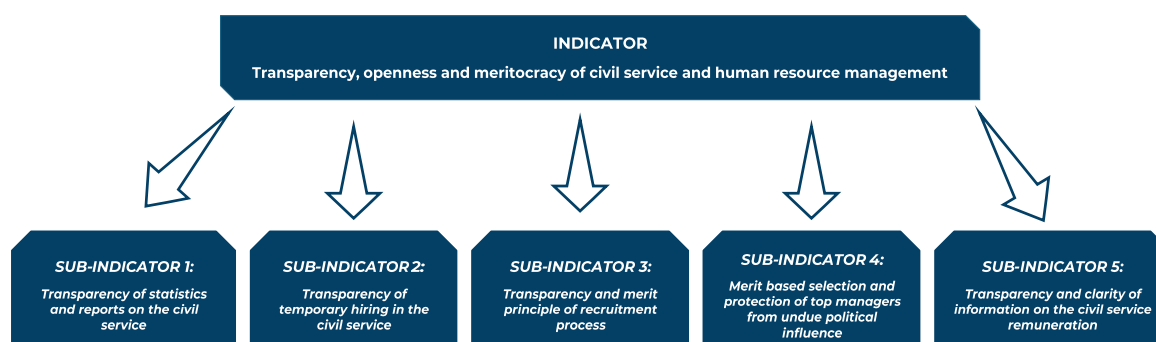 INDICATOR
Transparency, openness and meritocracy of civil service and human resource management
SUB-INDICATOR 1:
Transparency of statistics
and reports on the civil
service
SUB-INDICATOR 2:
Transparency of
temporary hiring in the
civil service
SUB-INDICATOR 3:
Transparency and merit
principle of recruitment
process
SUB-INDICATOR 4:
Merit based selection and
protection of top managers
from undue political
influence
SUB-INDICATOR 5:
Transparency and clarity of
information on the civil service
remuneration